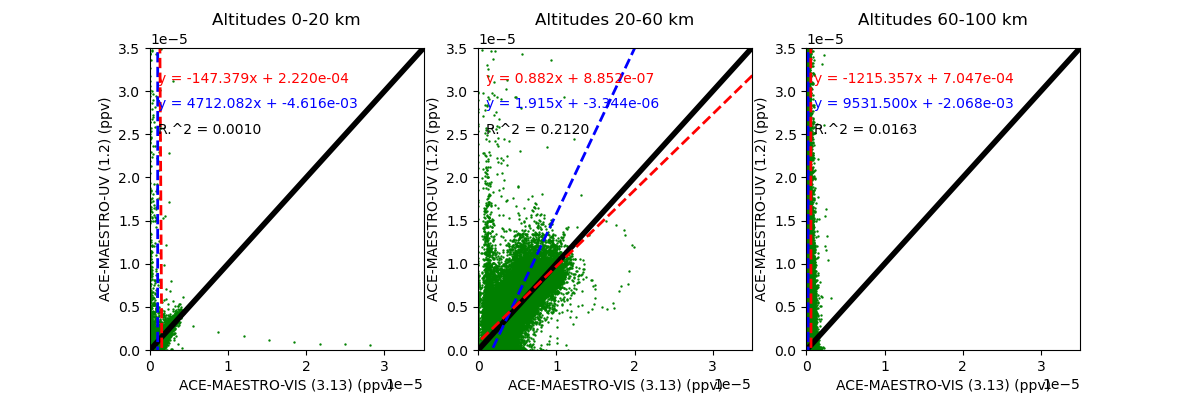 Altitudes 0-20 km
1e−5
3.5
3.0
2.5
2.0
1.5
1.0
0.5
0.0
ACE-MAESTRO-UV (1.2) (ppv)
y = -147.379x + 2.220e-04
y = 4712.082x + -4.616e-03
R.^2 = 0.0010
0 1 2 3
1e−5
ACE-MAESTRO-VIS (3.13) (ppv)
Altitudes 20-60 km
1e−5
3.5
3.0
2.5
2.0
1.5
1.0
0.5
0.0
ACE-MAESTRO-UV (1.2) (ppv)
y = 0.882x + 8.852e-07
y = 1.915x + -3.344e-06
R.^2 = 0.2120
0 1 2 3
1e−5
ACE-MAESTRO-VIS (3.13) (ppv)
Altitudes 60-100 km
1e−5
3.5
3.0
2.5
2.0
1.5
1.0
0.5
0.0
ACE-MAESTRO-UV (1.2) (ppv)
y = -1215.357x + 7.047e-04
y = 9531.500x + -2.068e-03
R.^2 = 0.0163
0 1 2 3
1e−5
ACE-MAESTRO-VIS (3.13) (ppv)